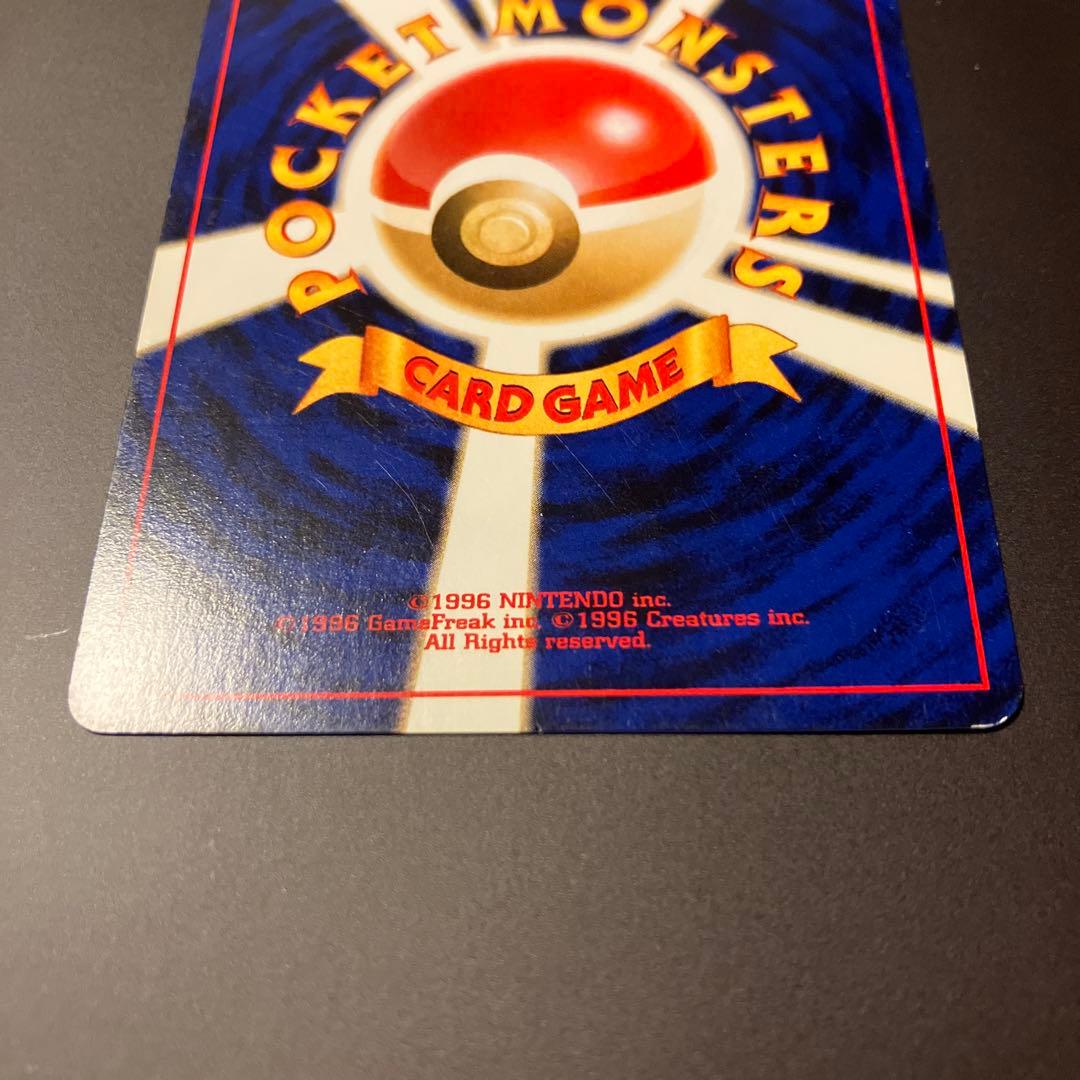 POCKET MONSTERS
CARD GAME
©1996 NINTENDO inc.
©1996 GameFreak inc. ©1996 Creatures inc.
All Rights reserved.